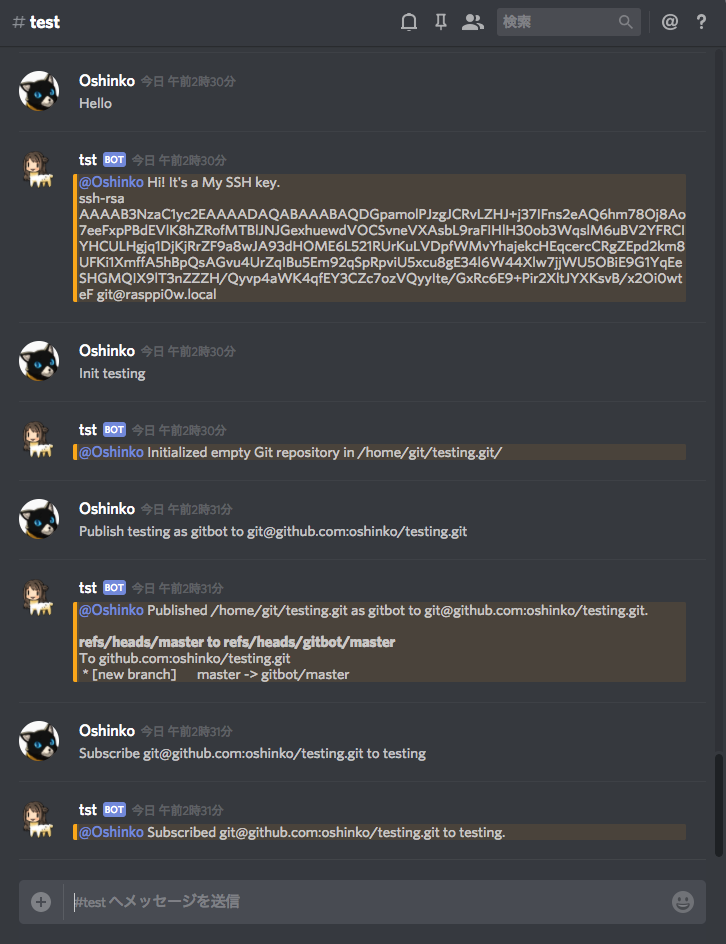 # test
検索
@ ?
Oshinko 今日 午前2時30分
Hello
tst BOT 今日 午前2時30分
@Oshinko Hi! It's a My SSH key.
ssh-rsa
AAAAB3NzaC1yc2EAAAADAQABAAABAQDGpamolPJzgJCRvLZHJ+j37IFns2eAQ6hm78Oj8Ao
7eeFxpPBdEVlK8hZRofMTBlJNJGexhuewdVOCSvneVXAsbL9raFlHlH30ob3WqslM6uBV2YFRCI
YHCULHgjq1DjKjRrZF9a8wJA93dHOME6L521RUrKuLVDpfWMvYhajekcHEqcercCRgZEpd2km8
UFKi1XmffA5hBpQsAGvu4UrZqIBu5Em92qSpRpviU5xcu8gE34l6W44Xlw7jjWU5OBiE9G1YqEe
SHGMQIX9lT3nZZZH/Qyvp4aWK4qfEY3CZc7ozVQyyIte/GxRc6E9+Pir2XltJYXKsvB/x2Oi0wt
eF git@rasppi0w.local
Oshinko 今日 午前2時30分
Init testing
tst BOT 今日 午前2時30分
@Oshinko Initialized empty Git repository in /home/git/testing.git/
Oshinko 今日 午前2時31分
Publish testing as gitbot to git@github.com:oshinko/testing.git
tst BOT 今日 午前2時31分
@Oshinko Published /home/git/testing.git as gitbot to git@github.com:oshinko/testing.git.
refs/heads/master to refs/heads/gitbot/master
To github.com:oshinko/testing.git
* [new branch] master -> gitbot/master
Oshinko 今日 午前2時31分
Subscribe git@github.com:oshinko/testing.git to testing
tst BOT 今日 午前2時31分
@Oshinko Subscribed git@github.com:oshinko/testing.git to testing.
#test へメッセージを送信